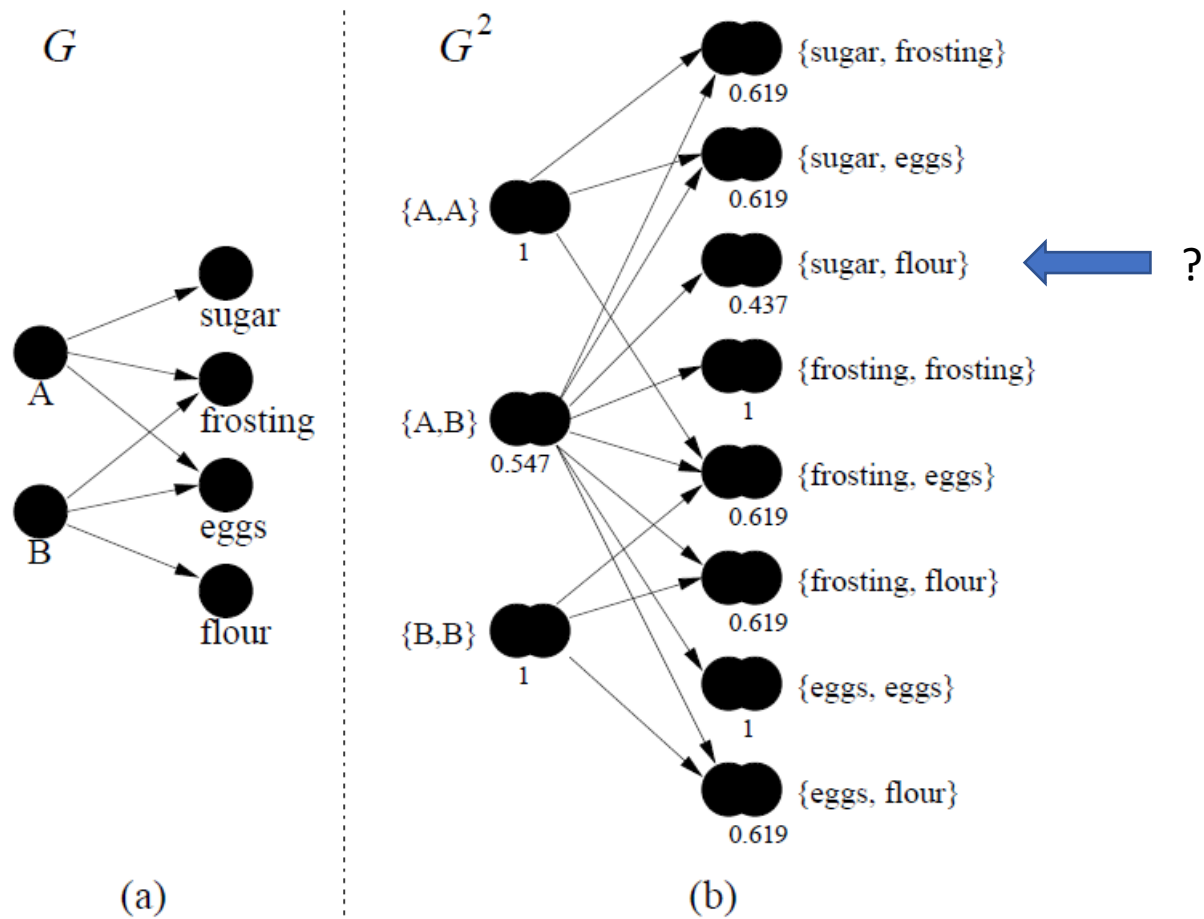 G
sugar
A
frosting
eggs
B
flour
(a)
G²
{sugar, frosting}
0.619
{sugar, eggs}
0.619
{A,A}
1
{sugar, flour}
?
0.437
{frosting, frosting}
1
{A,B}
0.547
{frosting, eggs}
0.619
{frosting, flour}
0.619
{B,B}
1
{eggs, eggs}
1
{eggs, flour}
0.619
(b)